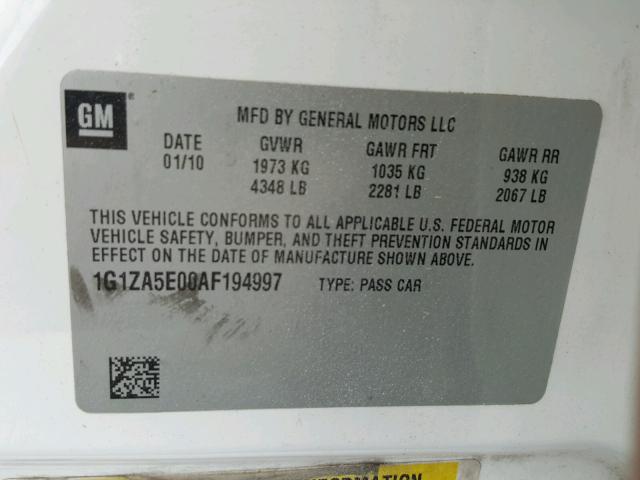 GM
MFD BY GENERAL MOTORS LLC
DATE GVWR GAWR FRT GAWR RR
01/10 1973 KG 1035 KG 938 KG
4348 LB 2281 LB 2067 LB
THIS VEHICLE CONFORMS TO ALL APPLICABLE U.S. FEDERAL MOTOR
VEHICLE SAFETY, BUMPER, AND THEFT PREVENTION STANDARDS IN
EFFECT ON THE DATE OF MANUFACTURE SHOWN ABOVE.
1G1ZA5E00AF194997 TYPE: PASS CAR
INFORMATION